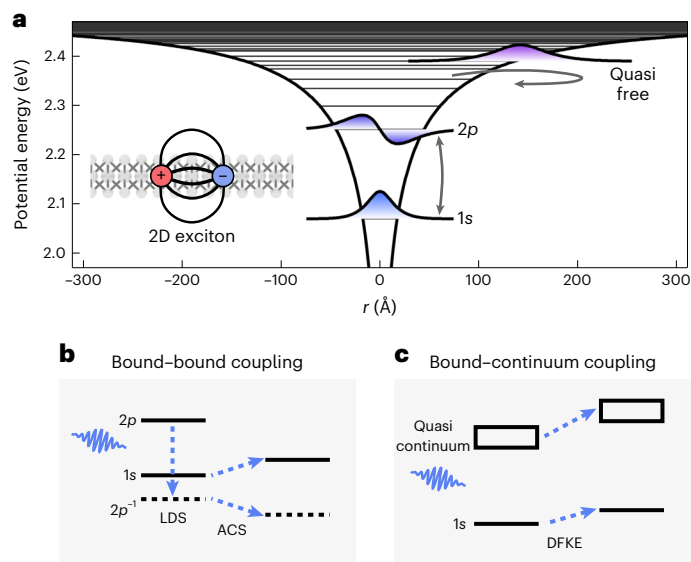 a
Potential energy (eV)
2.4
2.3
2.2
2.1
2.0
Quasi
free
2p
1s
+
−
2D exciton
−300
−200
−100
0
100
200
300
r (Å)
b
Bound–bound coupling
2p
1s
2p⁻¹
LDS
ACS
c
Bound–continuum coupling
Quasi
continuum
1s
DFKE